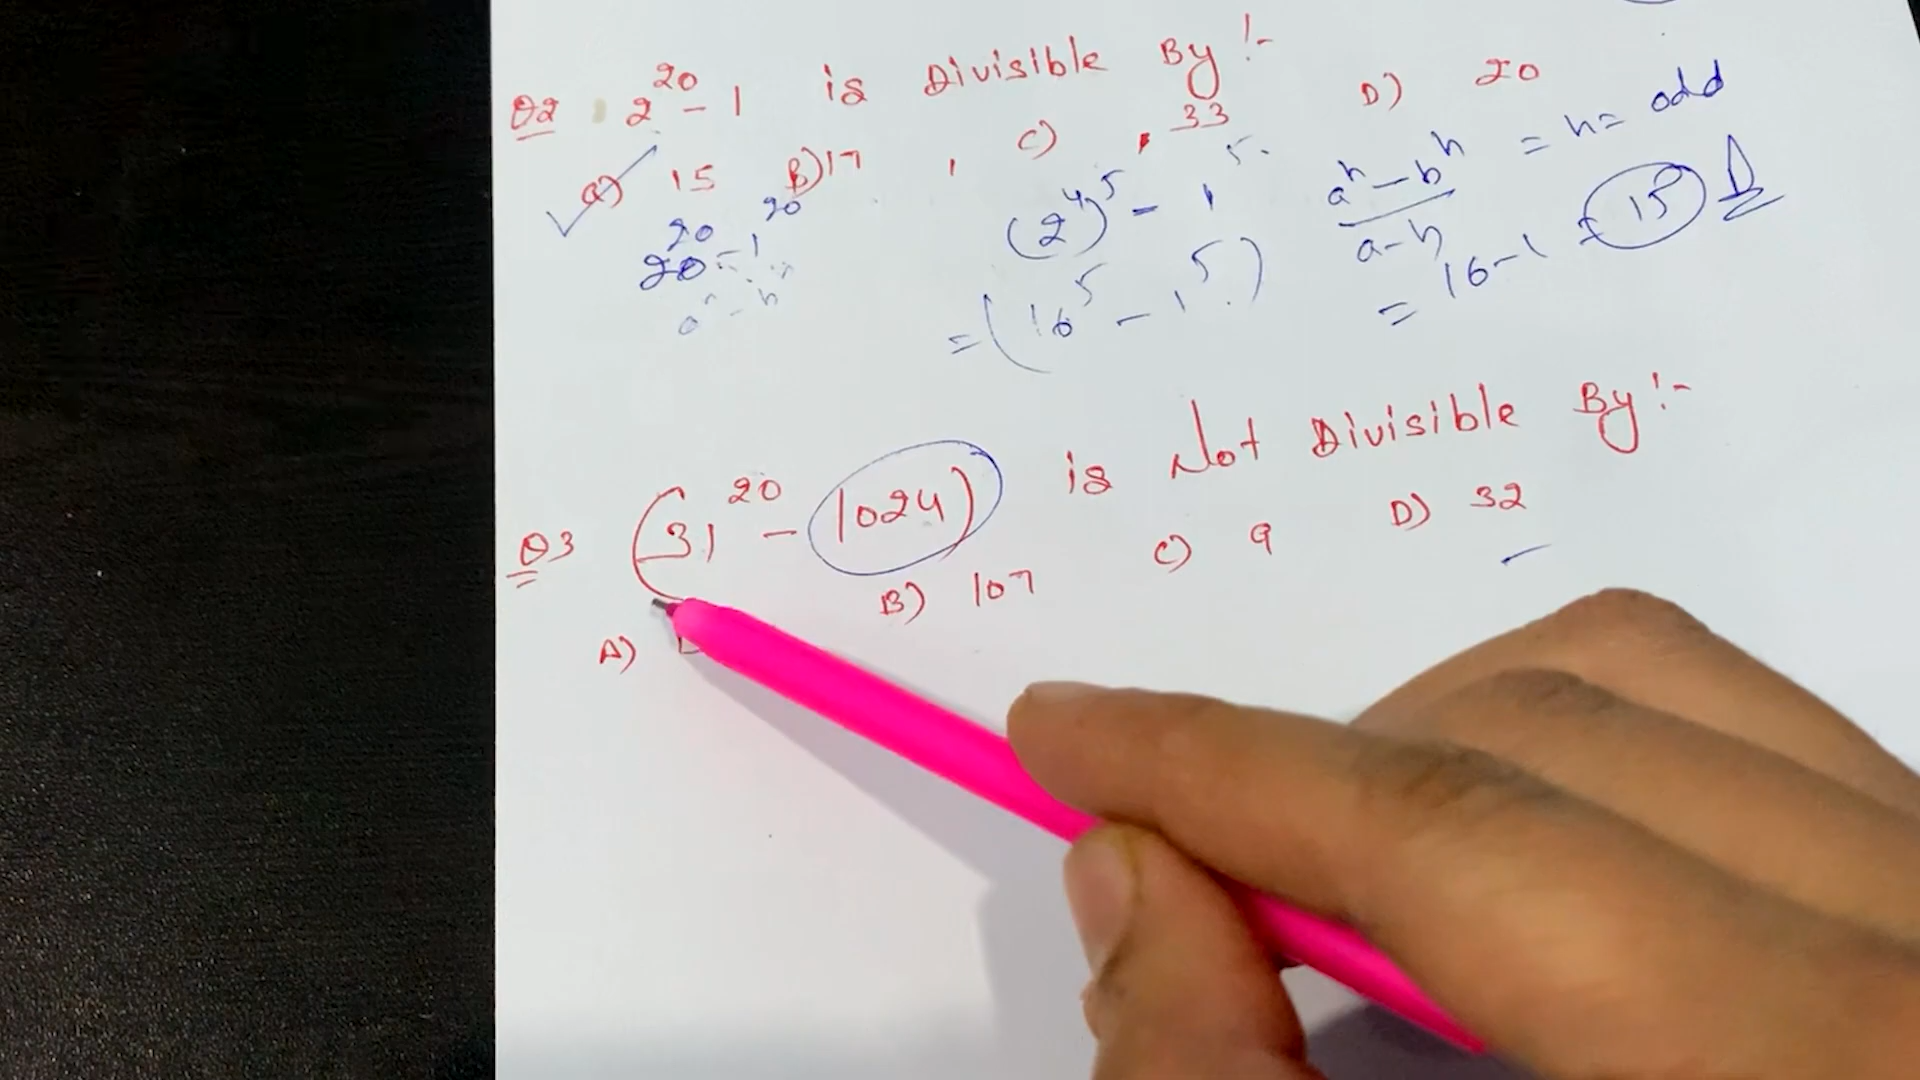 Q2 2^20 - 1 is Divisible By :-
a) 15 B) 17 , C) 33 D) 20
20^20 - 1^20
a^n - b^n
(2^4)^5 - 1^5
= (16^5 - 1^5)
a^n - b^n / a - b = n = odd
= 16 - 1 = 15
Q3 (31^20 - 1024) is Not Divisible By :-
A) B) 107 C) 9 D) 32